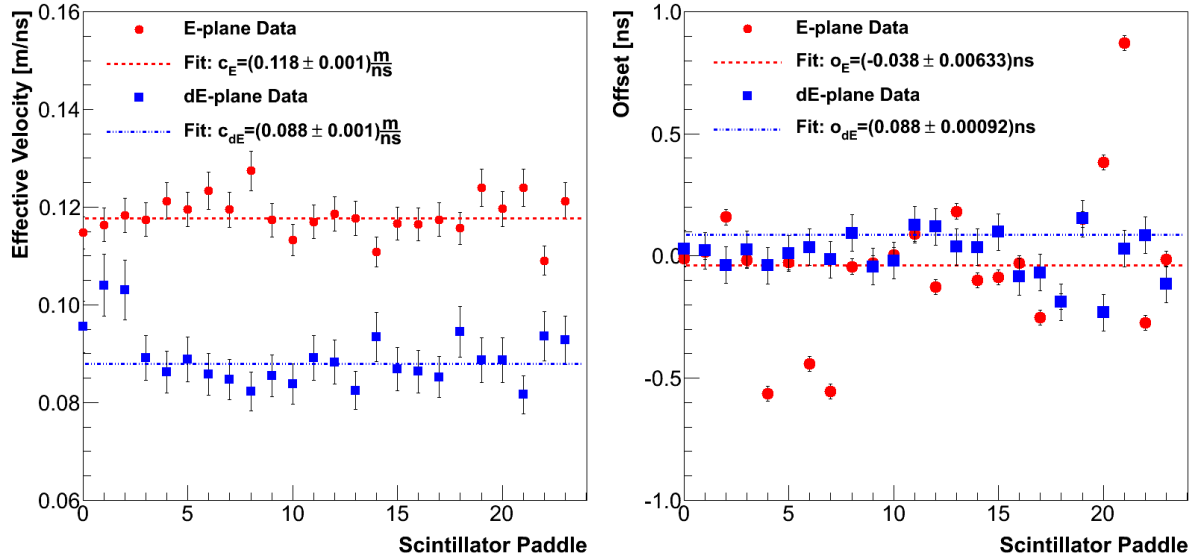 Effective Velocity [m/ns]
0.16
0.14
0.12
0.10
0.08
0.06
E-plane Data
Fit: c_E=(0.118 ± 0.001) m/ns
dE-plane Data
Fit: c_dE=(0.088 ± 0.001) m/ns
0 5 10 15 20
Scintillator Paddle
Offset [ns]
1.0
0.5
0.0
-0.5
-1.0
E-plane Data
Fit: o_E=(-0.038 ± 0.00633)ns
dE-plane Data
Fit: o_dE=(0.088 ± 0.00092)ns
0 5 10 15 20
Scintillator Paddle